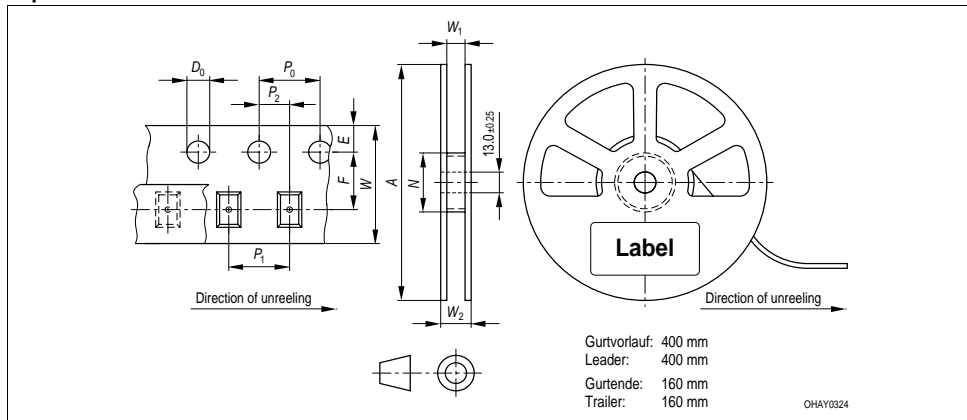 W₁
D₀
P₀
P₂
E
F
W
A
N
13.0 ±0.25
P₁
Label
Direction of unreeling
W₂
Direction of unreeling
Gurtvorlauf: 400 mm
Leader: 400 mm
Gurtende: 160 mm
Trailer: 160 mm
OHAY0324